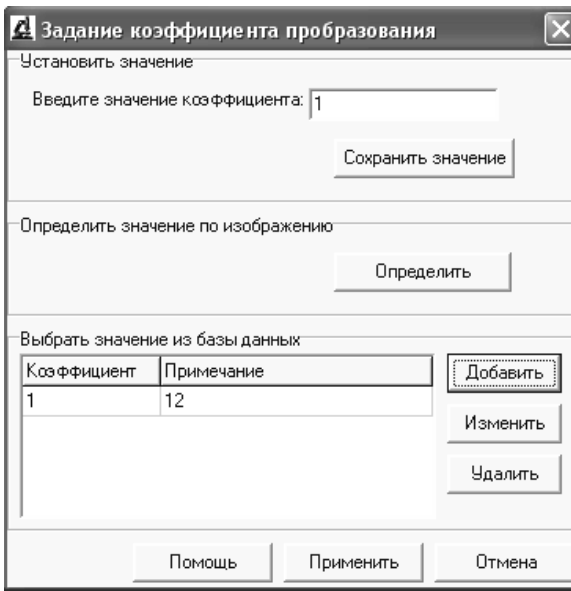 Задание коэффициента пробразования
Установить значение
Введите значение коэффициента: 1
Сохранить значение
Определить значение по изображению
Определить
Выбрать значение из базы данных
Коэффициент Примечание
1 12
Добавить
Изменить
Удалить
Помощь Применить Отмена